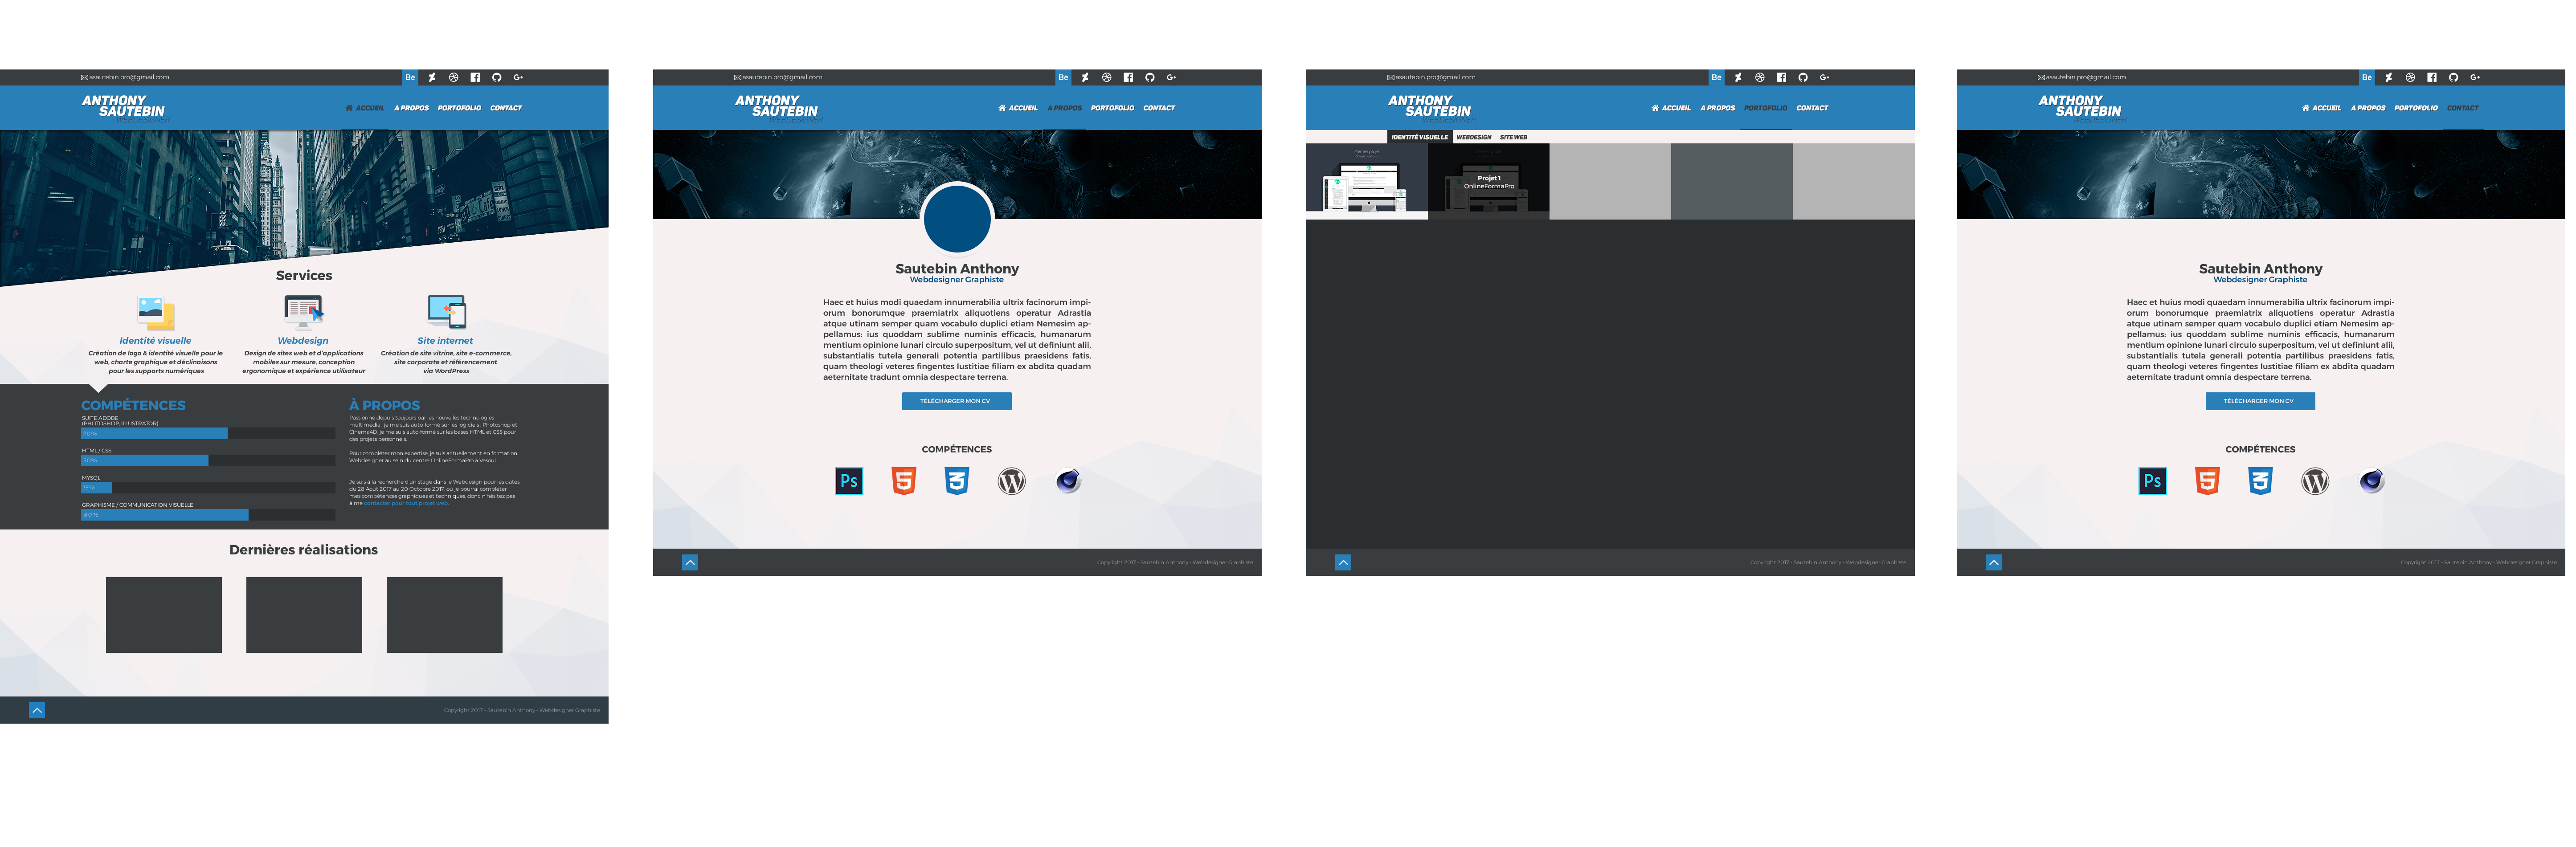 asautebin.pro@gmail.com
Bē
G+
ANTHONY
SAUTEBIN
WEBDESIGNER
ACCUEIL A PROPOS PORTOFOLIO CONTACT
Services
Identité visuelle
Création de logo & identité visuelle pour le
web, charte graphique et déclinaisons
pour les supports numériques
Webdesign
Design de sites web et d'applications
mobiles sur mesure, conception
ergonomique et expérience utilisateur
Site internet
Création de site vitrine, site e-commerce,
site corporate et référencement
via WordPress
COMPÉTENCES
SUITE ADOBE
(PHOTOSHOP, ILLUSTRATOR)
70%
HTML / CSS
60%
MYSQL
15%
GRAPHISME / COMMUNICATION VISUELLE
80%
À PROPOS
Passionné depuis toujours par les nouvelles technologies
multimédia, je me suis auto-formé sur les logiciels : Photoshop et
Cinema4D, je me suis auto-formé sur les bases HTML et CSS pour
des projets personnels.
Pour compléter mon expertise, je suis actuellement en formation
Webdesigner au sein du centre OnlineFormaPro à Vesoul.
Je suis à la recherche d'un stage dans le Webdesign pour les dates
du 28 Août 2017 au 20 Octobre 2017, où je pourrai compléter
mes compétences graphiques et techniques, donc n'hésitez pas
à me contacter pour tout projet web.
Dernières réalisations
Copyright 2017 - Sautebin Anthony - Webdesigner Graphiste
asautebin.pro@gmail.com
Bē
G+
ANTHONY
SAUTEBIN
WEBDESIGNER
ACCUEIL A PROPOS PORTOFOLIO CONTACT
Sautebin Anthony
Webdesigner Graphiste
Haec et huius modi quaedam innumerabilia ultrix facinorum impi-
orum bonorumque praemiatrix aliquotiens operatur Adrastia
atque utinam semper quam vocabulo duplici etiam Nemesim ap-
pellamus: ius quoddam sublime numinis efficacis, humanarum
mentium opinione lunari circulo superpositum, vel ut definiunt alii,
substantialis tutela generali potentia partilibus praesidens fatis,
quam theologi veteres fingentes Iustitiae filiam ex abdita quadam
aeternitate tradunt omnia despectare terrena.
TÉLÉCHARGER MON CV
COMPÉTENCES
Ps
5
3
W
Copyright 2017 - Sautebin Anthony - Webdesigner Graphiste
asautebin.pro@gmail.com
Bē
G+
ANTHONY
SAUTEBIN
WEBDESIGNER
ACCUEIL A PROPOS PORTOFOLIO CONTACT
IDENTITÉ VISUELLE WEBDESIGN SITE WEB
Projet 1
OnlineFormaPro
Copyright 2017 - Sautebin Anthony - Webdesigner Graphiste
asautebin.pro@gmail.com
Bē
G+
ANTHONY
SAUTEBIN
WEBDESIGNER
ACCUEIL A PROPOS PORTOFOLIO CONTACT
Sautebin Anthony
Webdesigner Graphiste
Haec et huius modi quaedam innumerabilia ultrix facinorum impi-
orum bonorumque praemiatrix aliquotiens operatur Adrastia
atque utinam semper quam vocabulo duplici etiam Nemesim ap-
pellamus: ius quoddam sublime numinis efficacis, humanarum
mentium opinione lunari circulo superpositum, vel ut definiunt alii,
substantialis tutela generali potentia partilibus praesidens fatis,
quam theologi veteres fingentes Iustitiae filiam ex abdita quadam
aeternitate tradunt omnia despectare terrena.
TÉLÉCHARGER MON CV
COMPÉTENCES
Ps
5
3
W
Copyright 2017 - Sautebin Anthony - Webdesigner Graphiste